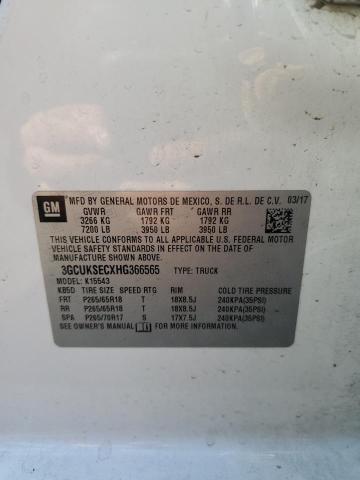 GM
MFD BY GENERAL MOTORS DE MEXICO, S. DE R.L. DE C.V. 03/17
GVWR GAWR FRT GAWR RR
3266 KG 1792 KG 1792 KG
7200 LB 3950 LB 3950 LB
THIS VEHICLE CONFORMS TO ALL APPLICABLE U.S. FEDERAL MOTOR
VEHICLE SAFETY STANDARDS IN EFFECT ON THE DATE OF
MANUFACTURE SHOWN ABOVE.
3GCUKSECXHG366565 TYPE: TRUCK
MODEL: K15543
KB5D TIRE SIZE SPEED RTG RIM COLD TIRE PRESSURE
FRT P265/65R18 T 18X8.5J 240KPA(35PSI)
RR P265/65R18 T 18X8.5J 240KPA(35PSI)
SPA P265/70R17 S 17X7.5J 240KPA(35PSI)
SEE OWNER'S MANUAL FOR MORE INFORMATION.